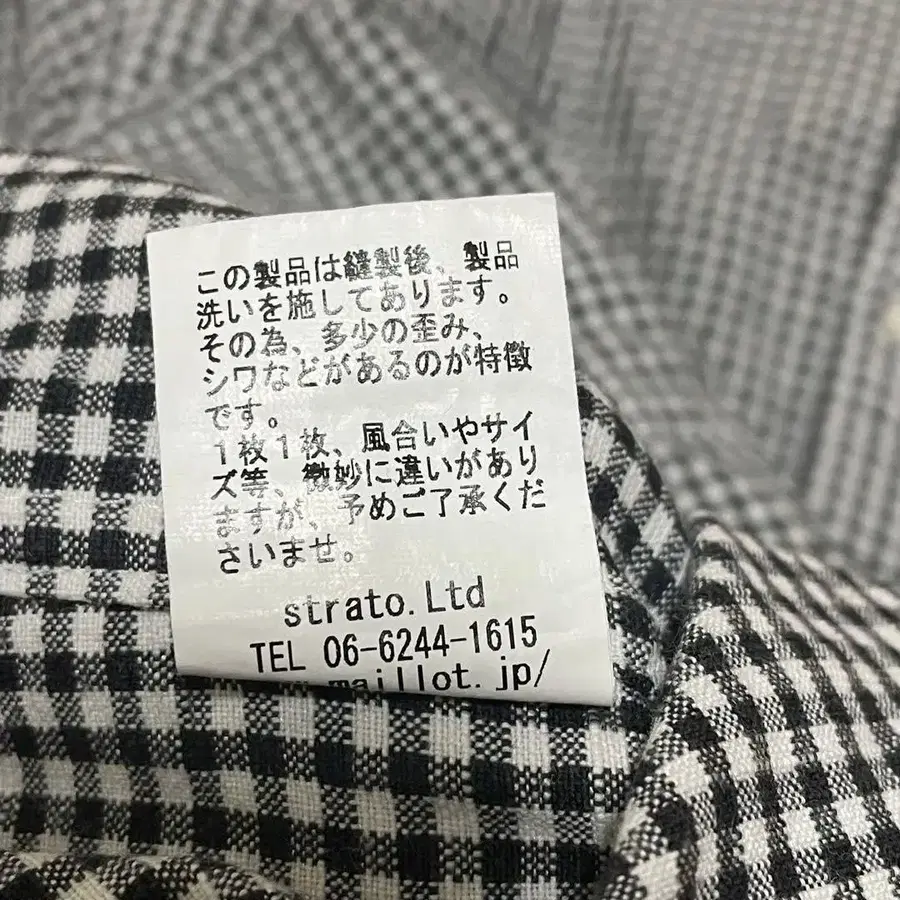 この製品は縫製後、製品
洗いを施してあります。
その為、多少の歪み、
シワなどがあるのが特徴
です。
1枚1枚、風合いやサイ
ズ等、微妙に違いがあり
ますが、予めご了承くだ
さいませ。
strato.Ltd
TEL 06-6244-1615
maillot.jp/